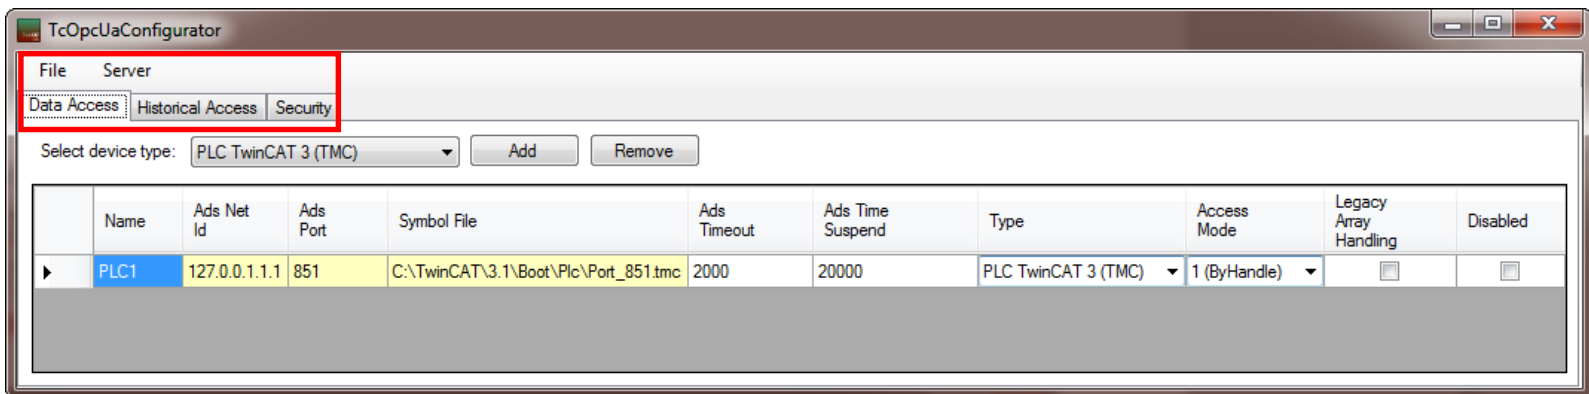 TcOpcUaConfigurator
File Server
Data Access Historical Access Security
Select device type: PLC TwinCAT 3 (TMC) Add Remove
Name Ads Net Id Ads Port Symbol File Ads Timeout Ads Time Suspend Type Access Mode Legacy Array Handling Disabled
PLC1 127.0.0.1.1.1 851 C:\TwinCAT\3.1\Boot\Plc\Port_851.tmc 2000 20000 PLC TwinCAT 3 (TMC) 1 (ByHandle)